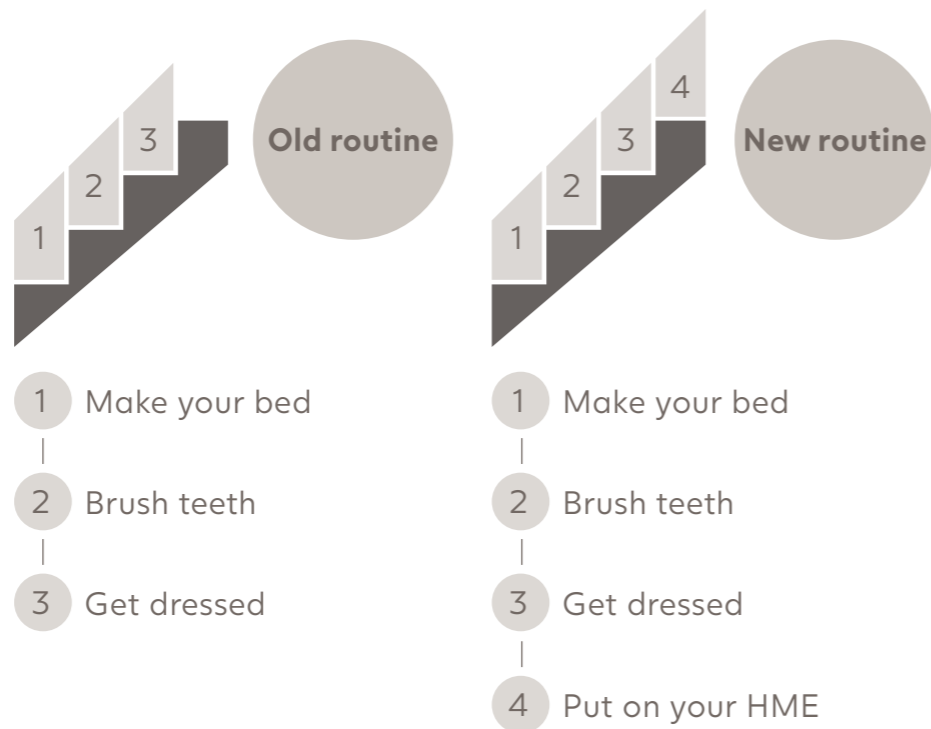 1
2
3
Old routine
1 Make your bed
2 Brush teeth
3 Get dressed
1
2
3
4
New routine
1 Make your bed
2 Brush teeth
3 Get dressed
4 Put on your HME